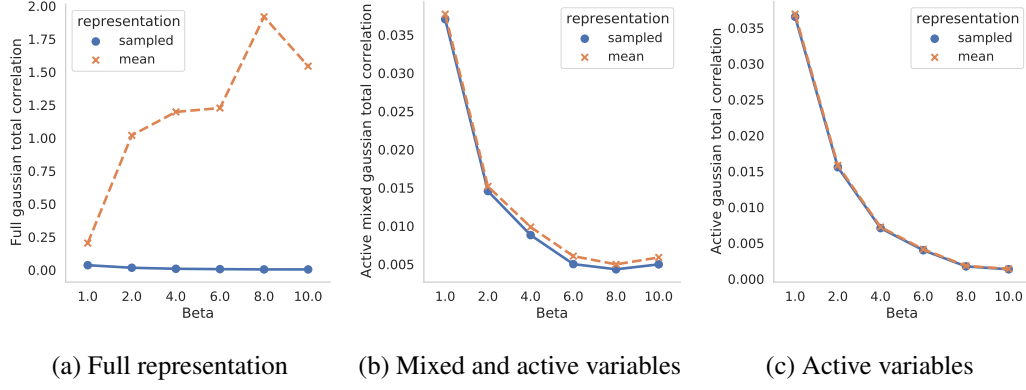 Full gaussian total correlation
2.00
1.75
1.50
1.25
1.00
0.75
0.50
0.25
0.00
representation
sampled
mean
1.0 2.0 4.0 6.0 8.0 10.0
Beta
(a) Full representation
Active mixed gaussian total correlation
0.035
0.030
0.025
0.020
0.015
0.010
0.005
representation
sampled
mean
1.0 2.0 4.0 6.0 8.0 10.0
Beta
(b) Mixed and active variables
Active gaussian total correlation
0.035
0.030
0.025
0.020
0.015
0.010
0.005
0.000
representation
sampled
mean
1.0 2.0 4.0 6.0 8.0 10.0
Beta
(c) Active variables